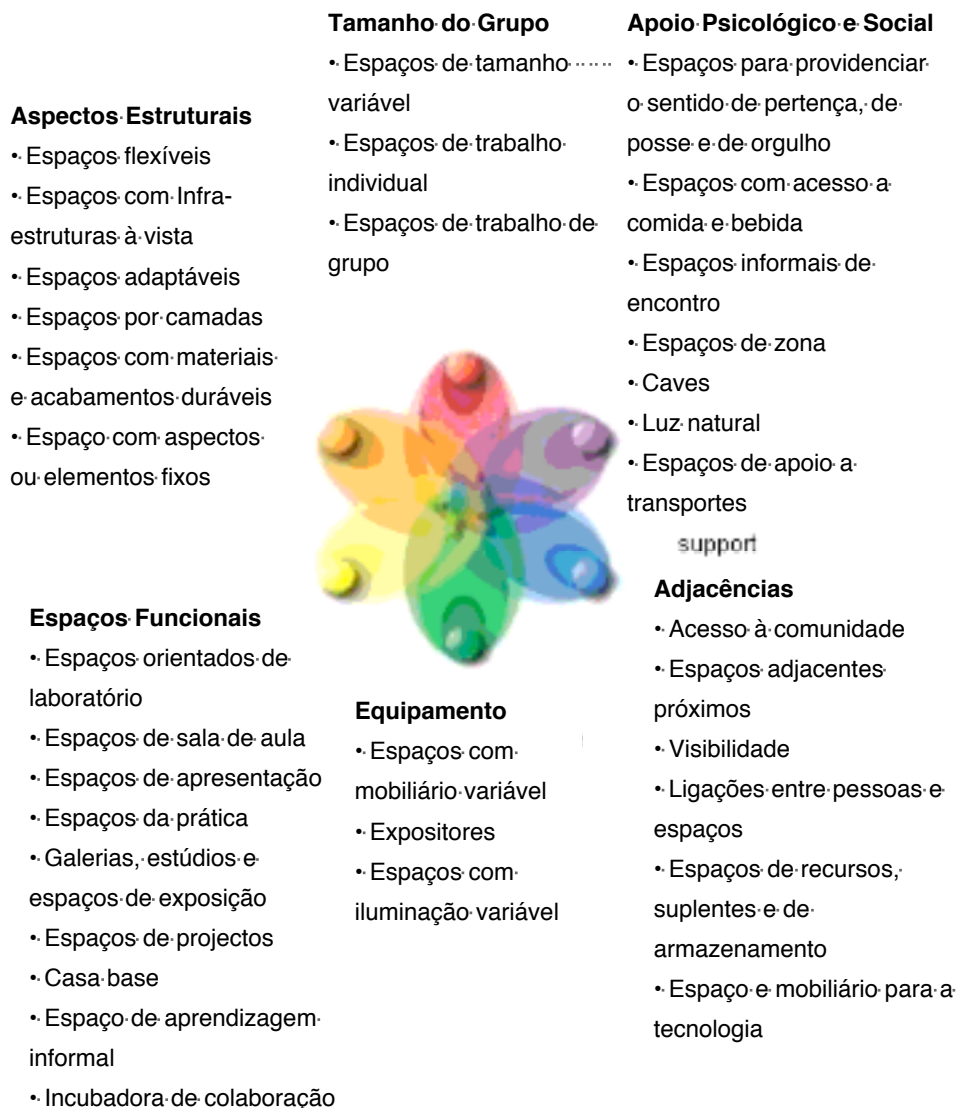 Tamanho do Grupo
• Espaços de tamanho
variável
• Espaços de trabalho
individual
• Espaços de trabalho de
grupo
Apoio Psicológico e Social
• Espaços para providenciar
o sentido de pertença, de
posse e de orgulho
• Espaços com acesso a
comida e bebida
• Espaços informais de
encontro
• Espaços de zona
• Caves
• Luz natural
• Espaços de apoio a
transportes
support
Aspectos Estruturais
• Espaços flexíveis
• Espaços com Infra-
estruturas à vista
• Espaços adaptáveis
• Espaços por camadas
• Espaços com materiais
e acabamentos duráveis
• Espaço com aspectos
ou elementos fixos
Espaços Funcionais
• Espaços orientados de
laboratório
• Espaços de sala de aula
• Espaços de apresentação
• Espaços da prática
• Galerias, estúdios e
espaços de exposição
• Espaços de projectos
• Casa base
• Espaço de aprendizagem
informal
• Incubadora de colaboração
Equipamento
• Espaços com
mobiliário variável
• Expositores
• Espaços com
iluminação variável
Adjacências
• Acesso à comunidade
• Espaços adjacentes
próximos
• Visibilidade
• Ligações entre pessoas e
espaços
• Espaços de recursos,
suplentes e de
armazenamento
• Espaço e mobiliário para a
tecnologia